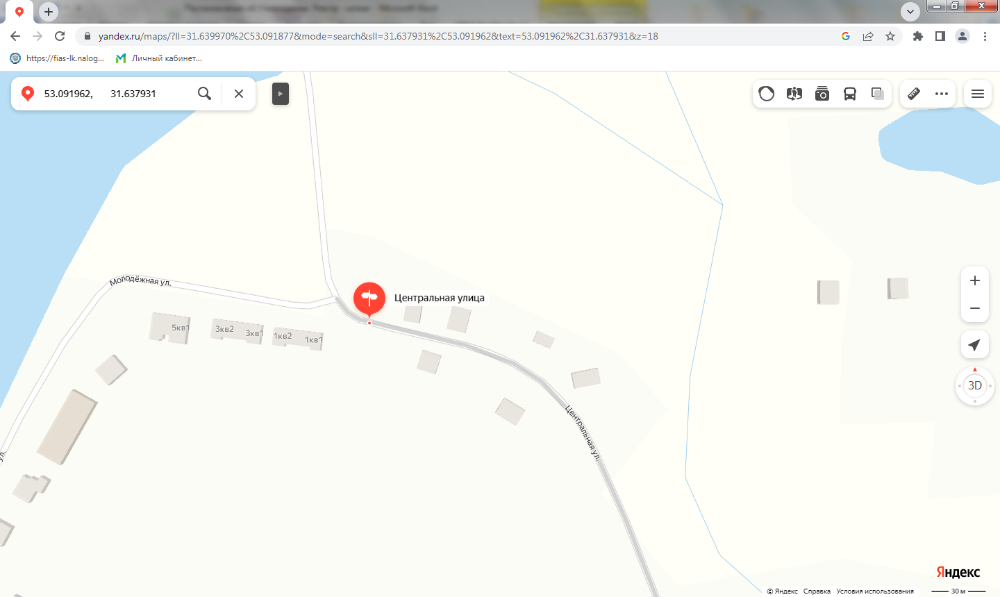 yandex.ru/maps/?ll=31.639970%2C53.091877&mode=search&sll=31.637931%2C53.091962&text=53.091962%2C31.637931&z=18
https://fias-lk.nalog...
Личный кабинет...
53.091962, 31.637931
Молодёжная ул.
Центральная улица
5кв1
3кв2
3кв1
1кв2
1кв1
Центральная ул.
ул.
3D
Яндекс
© Яндекс Справка Условия использования
30 м